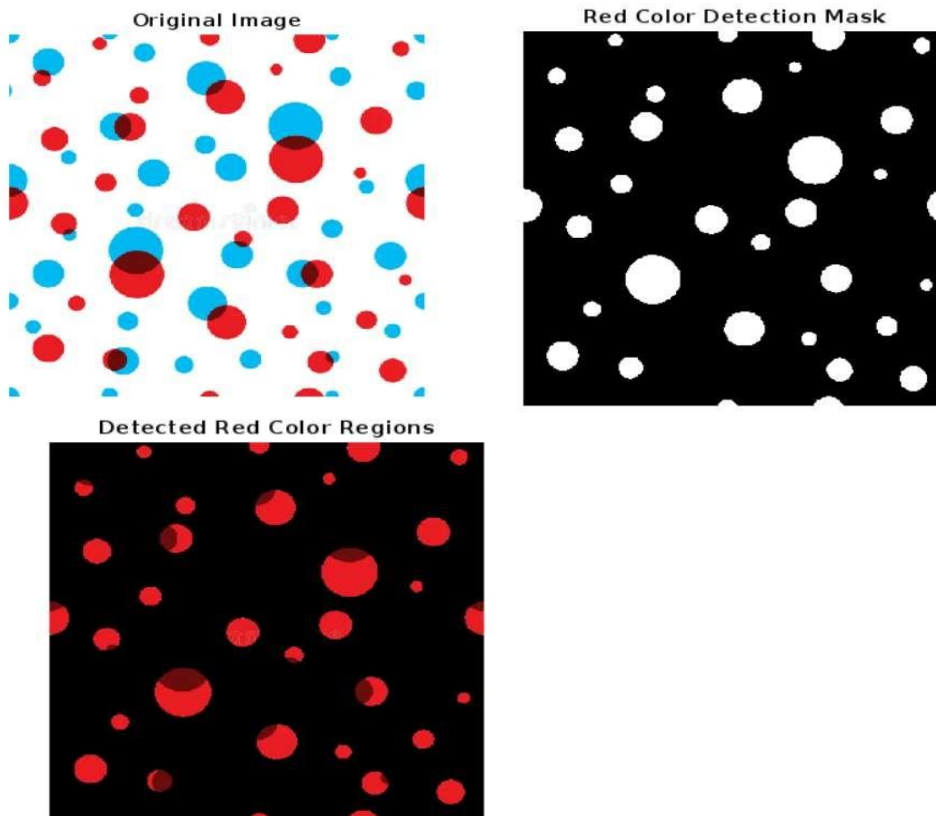 Original Image
Red Color Detection Mask
Detected Red Color Regions